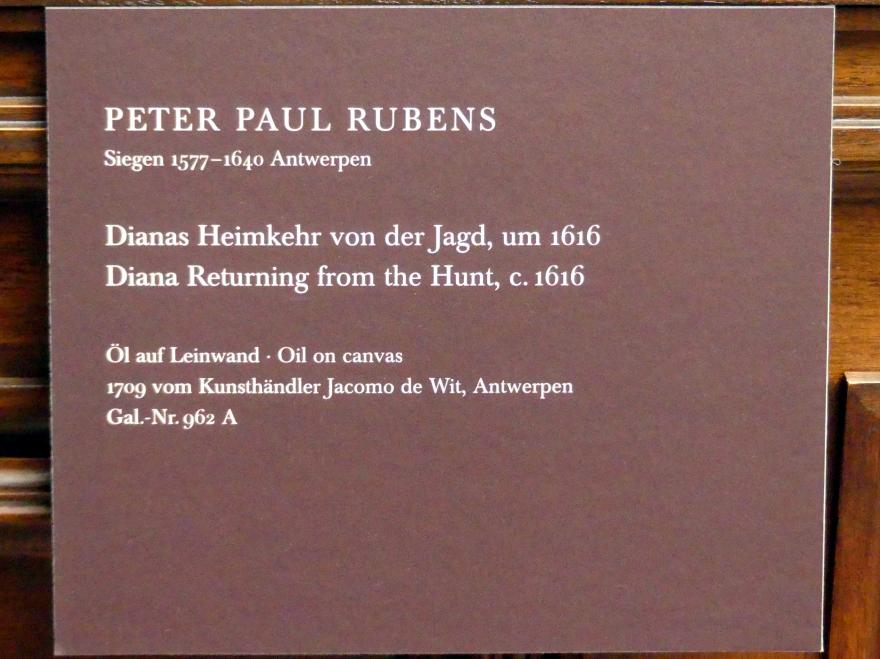 PETER PAUL RUBENS
Siegen 1577–1640 Antwerpen
Dianas Heimkehr von der Jagd, um 1616
Diana Returning from the Hunt, c. 1616
Öl auf Leinwand · Oil on canvas
1709 vom Kunsthändler Jacomo de Wit, Antwerpen
Gal.-Nr. 962 A